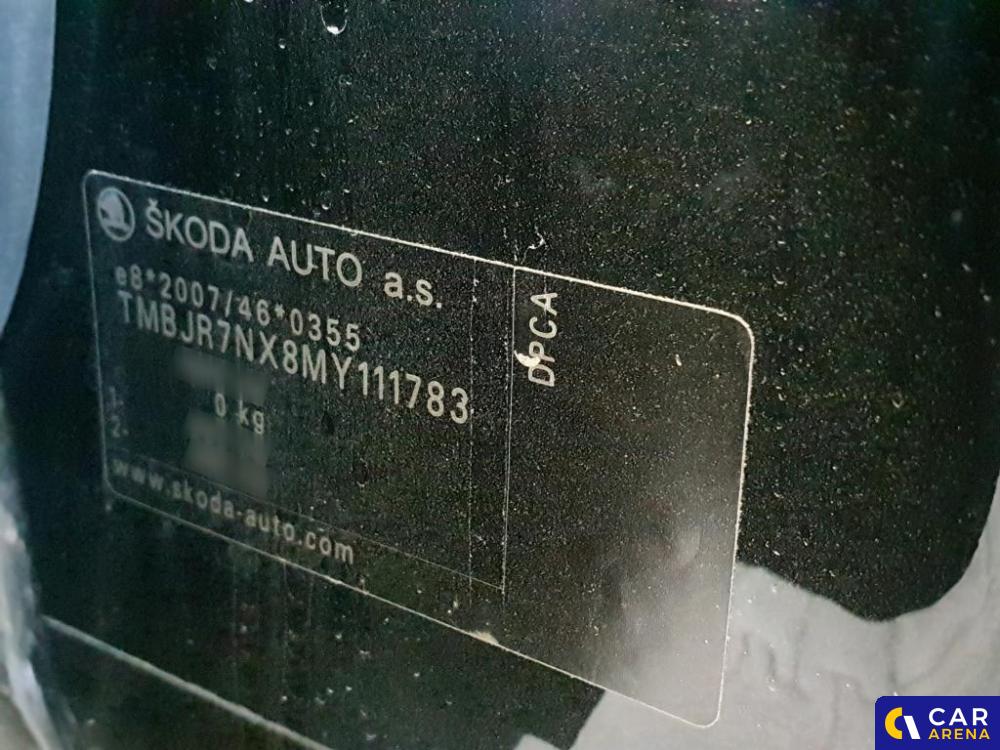 ŠKODA AUTO a.s.
e8*2007/46*0355
TMBJR7NX8MY111783
0 kg
1-
2-
www.skoda-auto.com
DPCA
CAR
ARENA